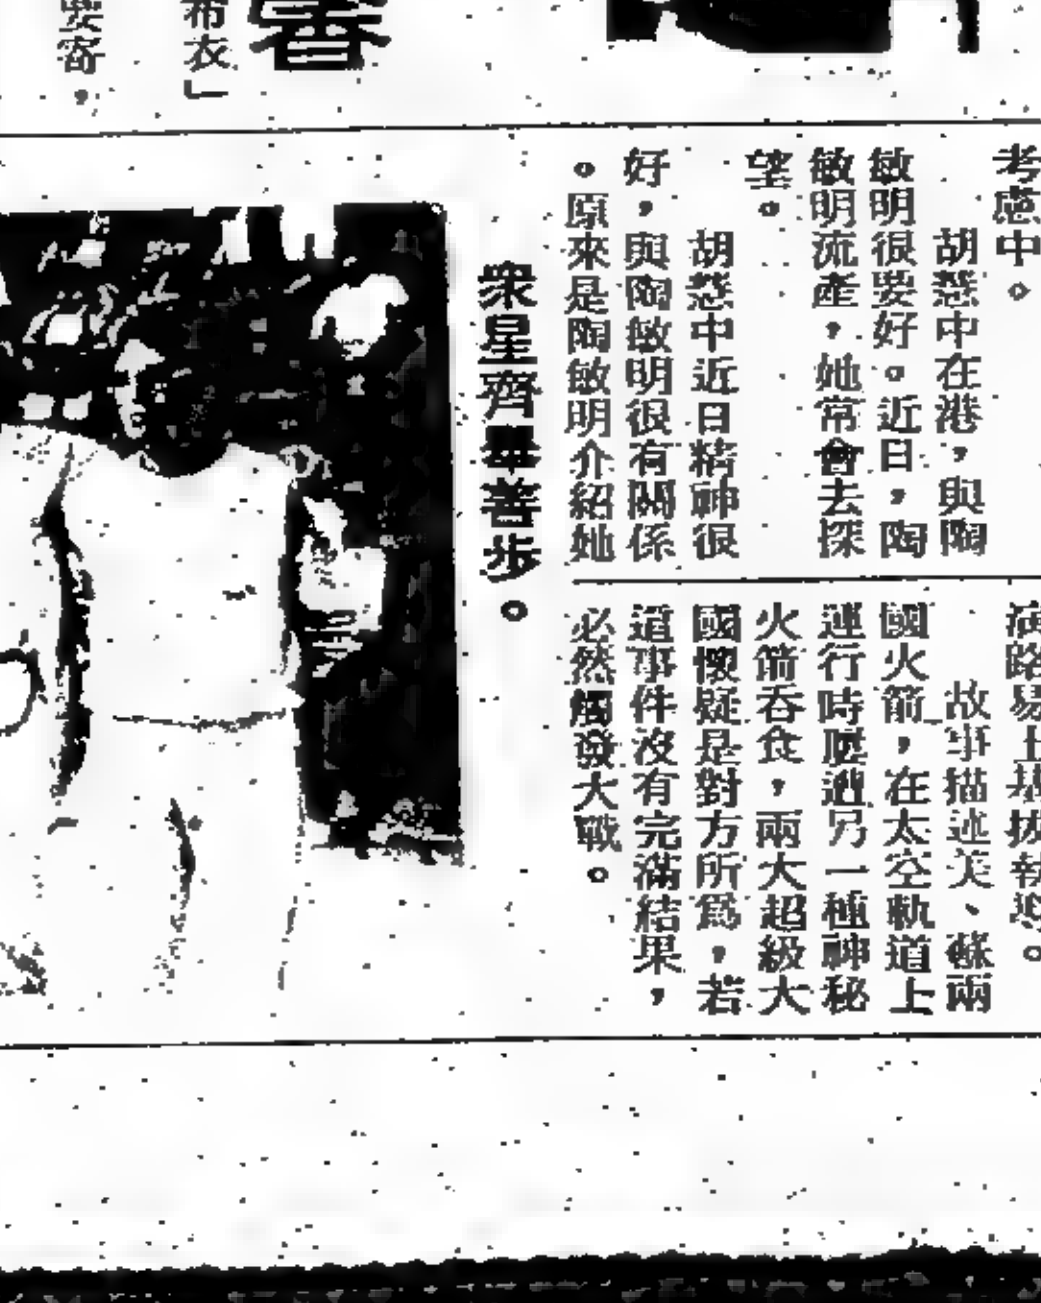 考慮中。
胡慧中在港，與陶
敏明很要好。近日，陶
敏明流產，她常會去探
望。
胡慧中近日精神很
好，與陶敏明很有關係
。原來是陶敏明介紹她
故事描述美、蘇兩
國火箭，在太空軌道上
運行時屢遭另一種神秘
火箭吞食，兩大超級大
國懷疑是對方所爲，若
這事件沒有完滿結果，
必然觸發大戰。
衆星齊舉善步。
布衣」